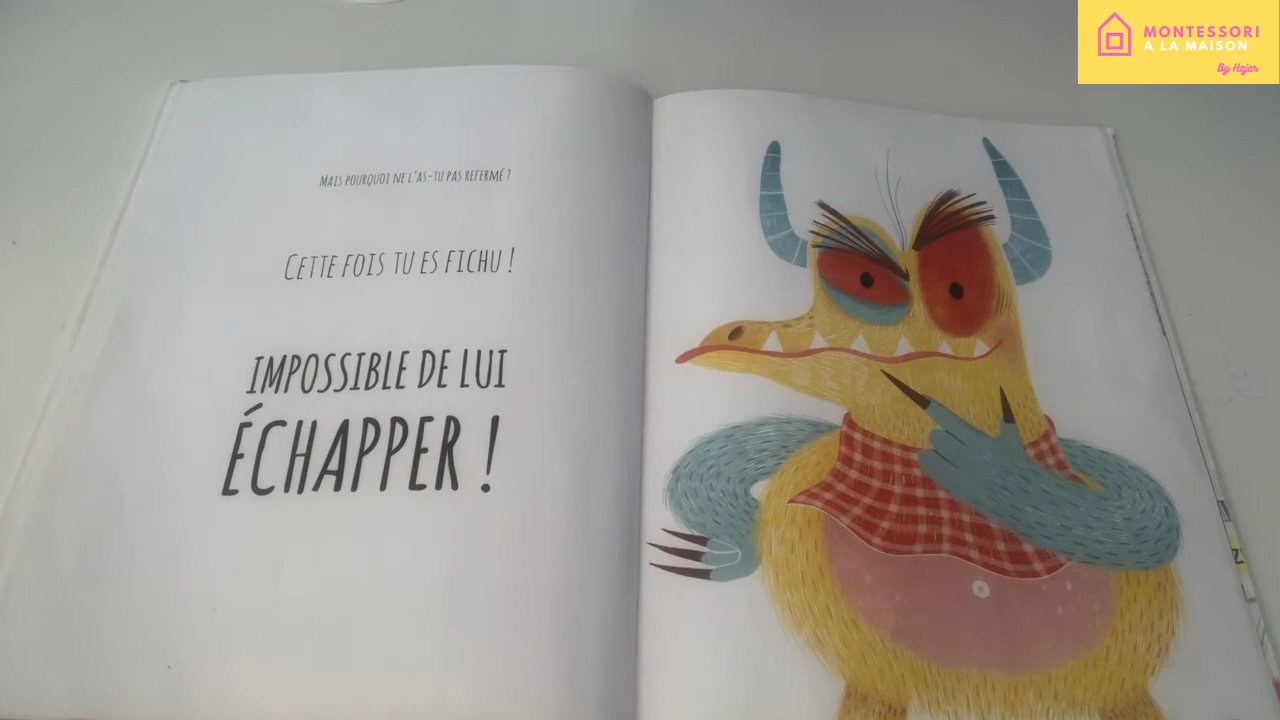 MONTESSORI
A LA MAISON
By Hajar
MAIS POURQUOI NE L'AS-TU PAS REFERMÉ ?
CETTE FOIS TU ES FICHU !
IMPOSSIBLE DE LUI
ÉCHAPPER !